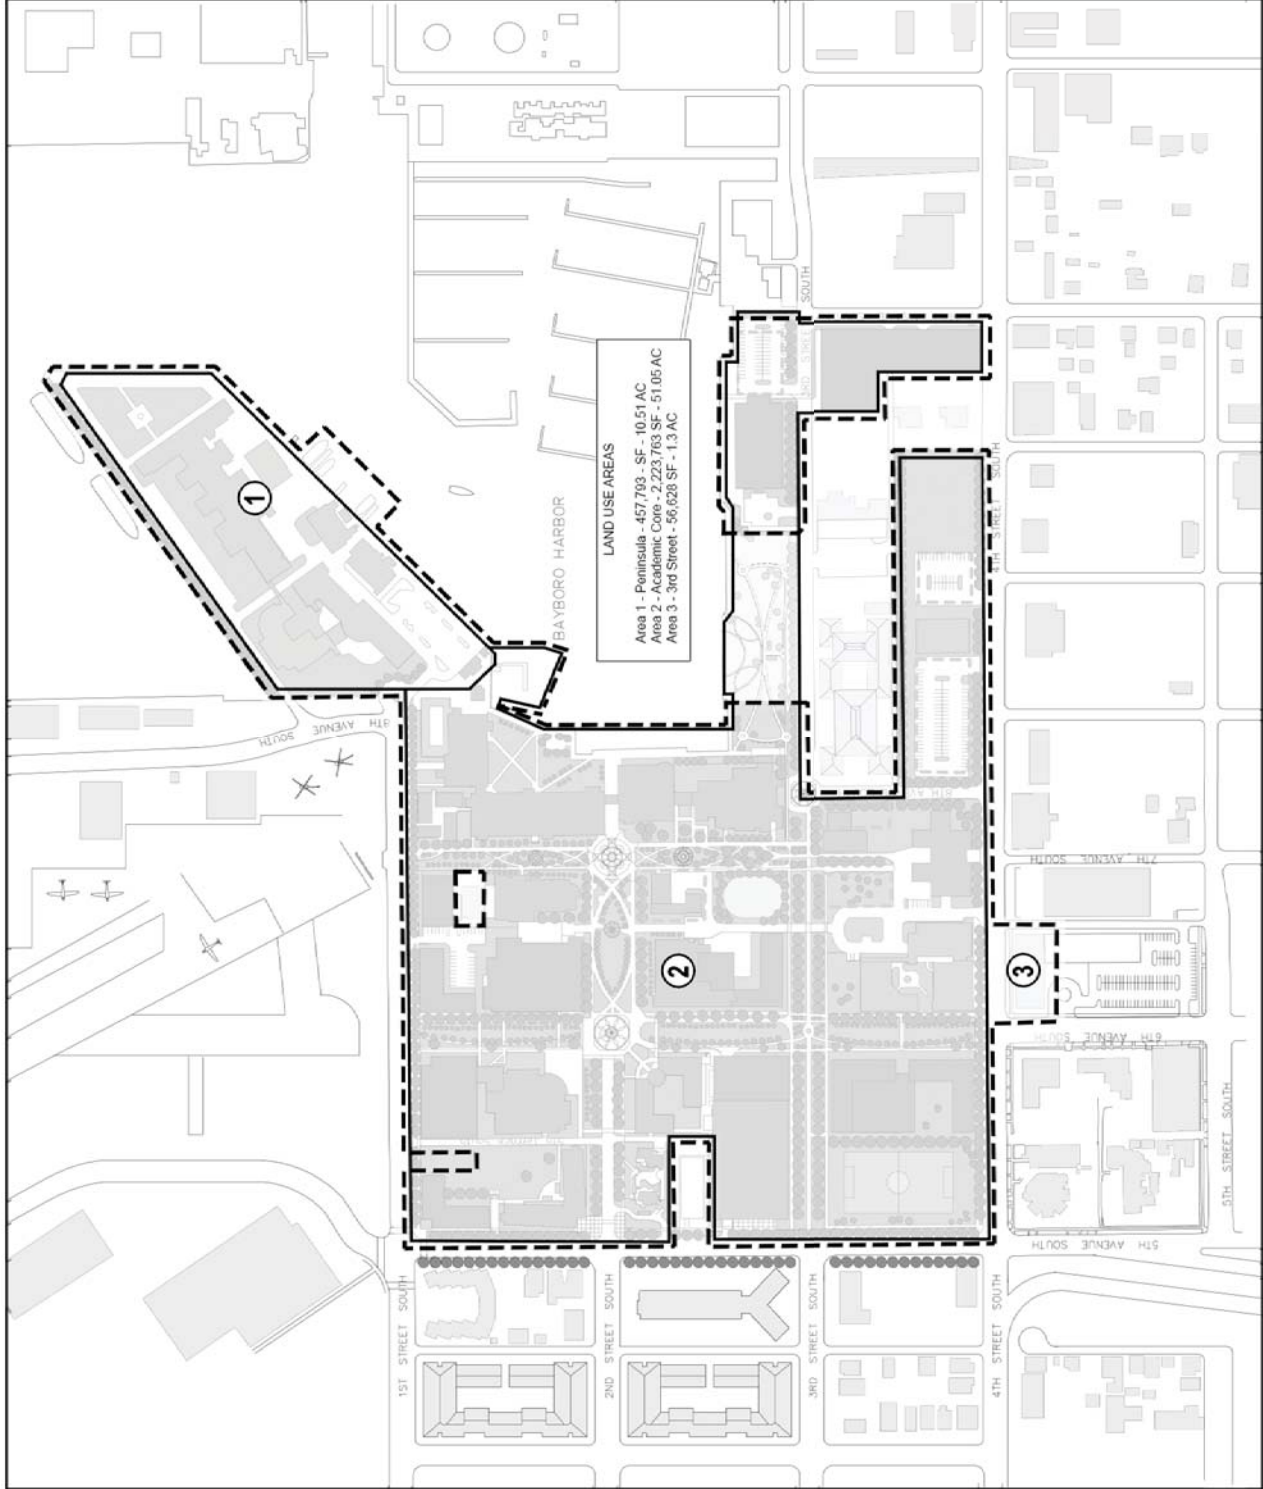 LAND USE AREAS
Area 1 - Peninsula - 457,793 - SF - 10.51 AC
Area 2 - Academic Core - 2,223,763 SF - 51.05 AC
Area 3 - 3rd Street - 56,628 SF - 1.3 AC
BAYBORO HARBOR
1
2
3
8TH AVENUE SOUTH
8TH AV
7TH AVENUE SOUTH
6TH AVENUE SOUTH
5TH AVENUE SOUTH
1ST STREET SOUTH
2ND STREET SOUTH
3RD STREET SOUTH
4TH STREET SOUTH
3RD STREET SOUTH
4TH STREET SOUTH
5TH STREET SOUTH